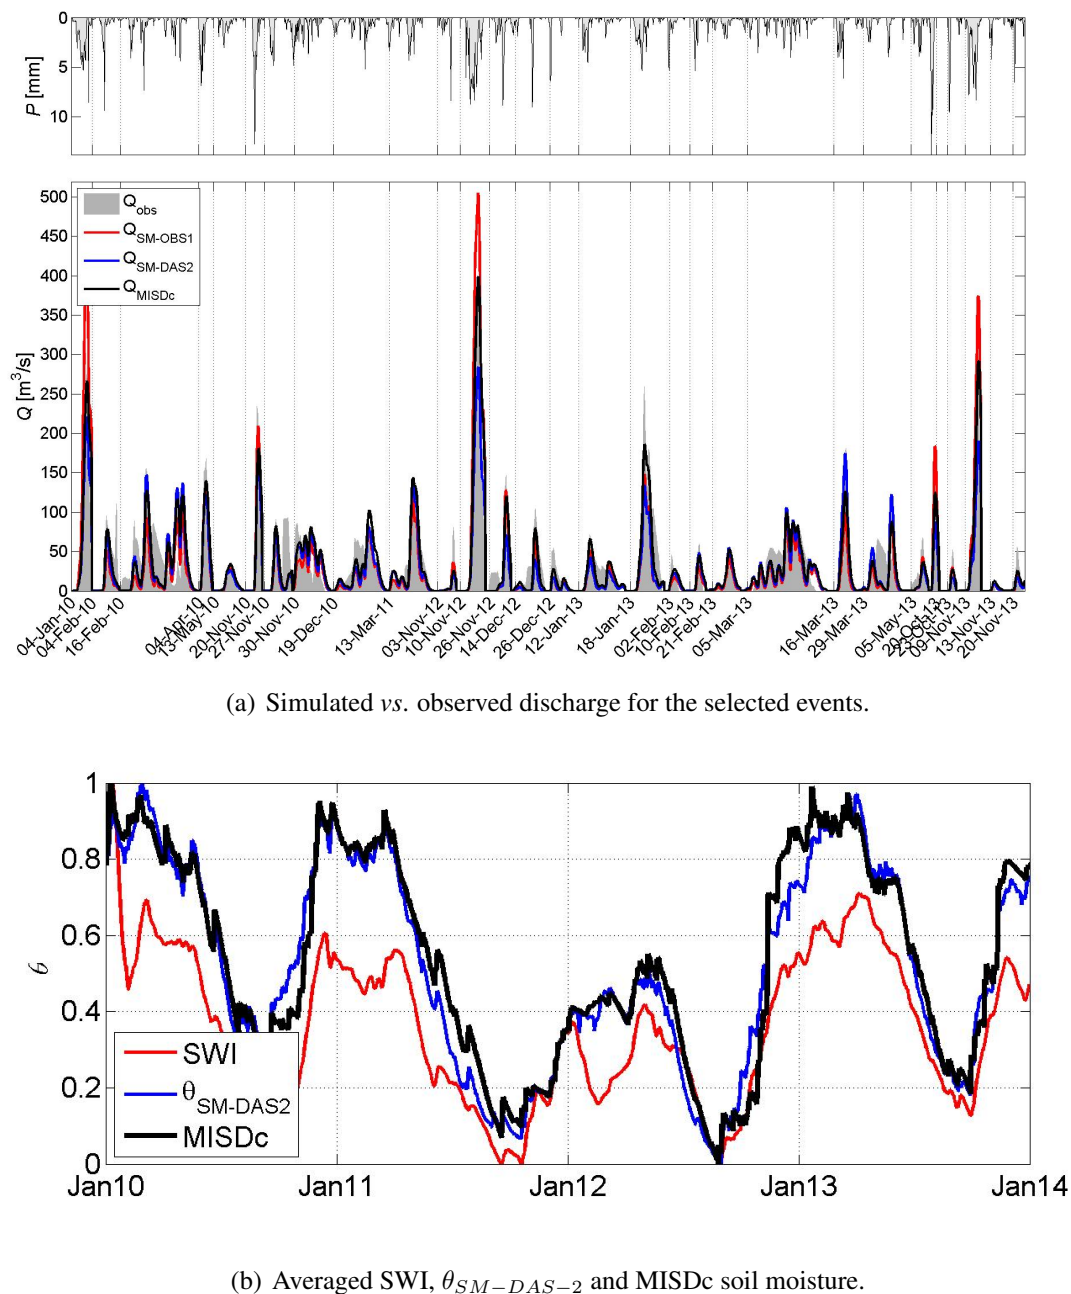 0
5
10
P [mm]
500
450
400
350
300
250
200
150
100
50
0
Q [m³/s]
Q_obs
Q_SM-OBS1
Q_SM-DAS2
Q_MISDc
04-Jan-10
04-Feb-10
16-Feb-10
04-Apr-10
13-May-10
20-Nov-10
27-Nov-10
30-Nov-10
19-Dec-10
13-Mar-11
03-Nov-12
10-Nov-12
26-Nov-12
14-Dec-12
26-Dec-12
12-Jan-13
18-Jan-13
02-Feb-13
10-Feb-13
21-Feb-13
05-Mar-13
16-Mar-13
29-Mar-13
05-May-13
20-Oct-13
23-Oct-13
09-Nov-13
13-Nov-13
20-Nov-13
(a) Simulated vs. observed discharge for the selected events.
1
0.8
0.6
0.4
0.2
0
θ
SWI
θ_SM-DAS2
MISDc
Jan10
Jan11
Jan12
Jan13
Jan14
(b) Averaged SWI, θ_SM−DAS−2 and MISDc soil moisture.